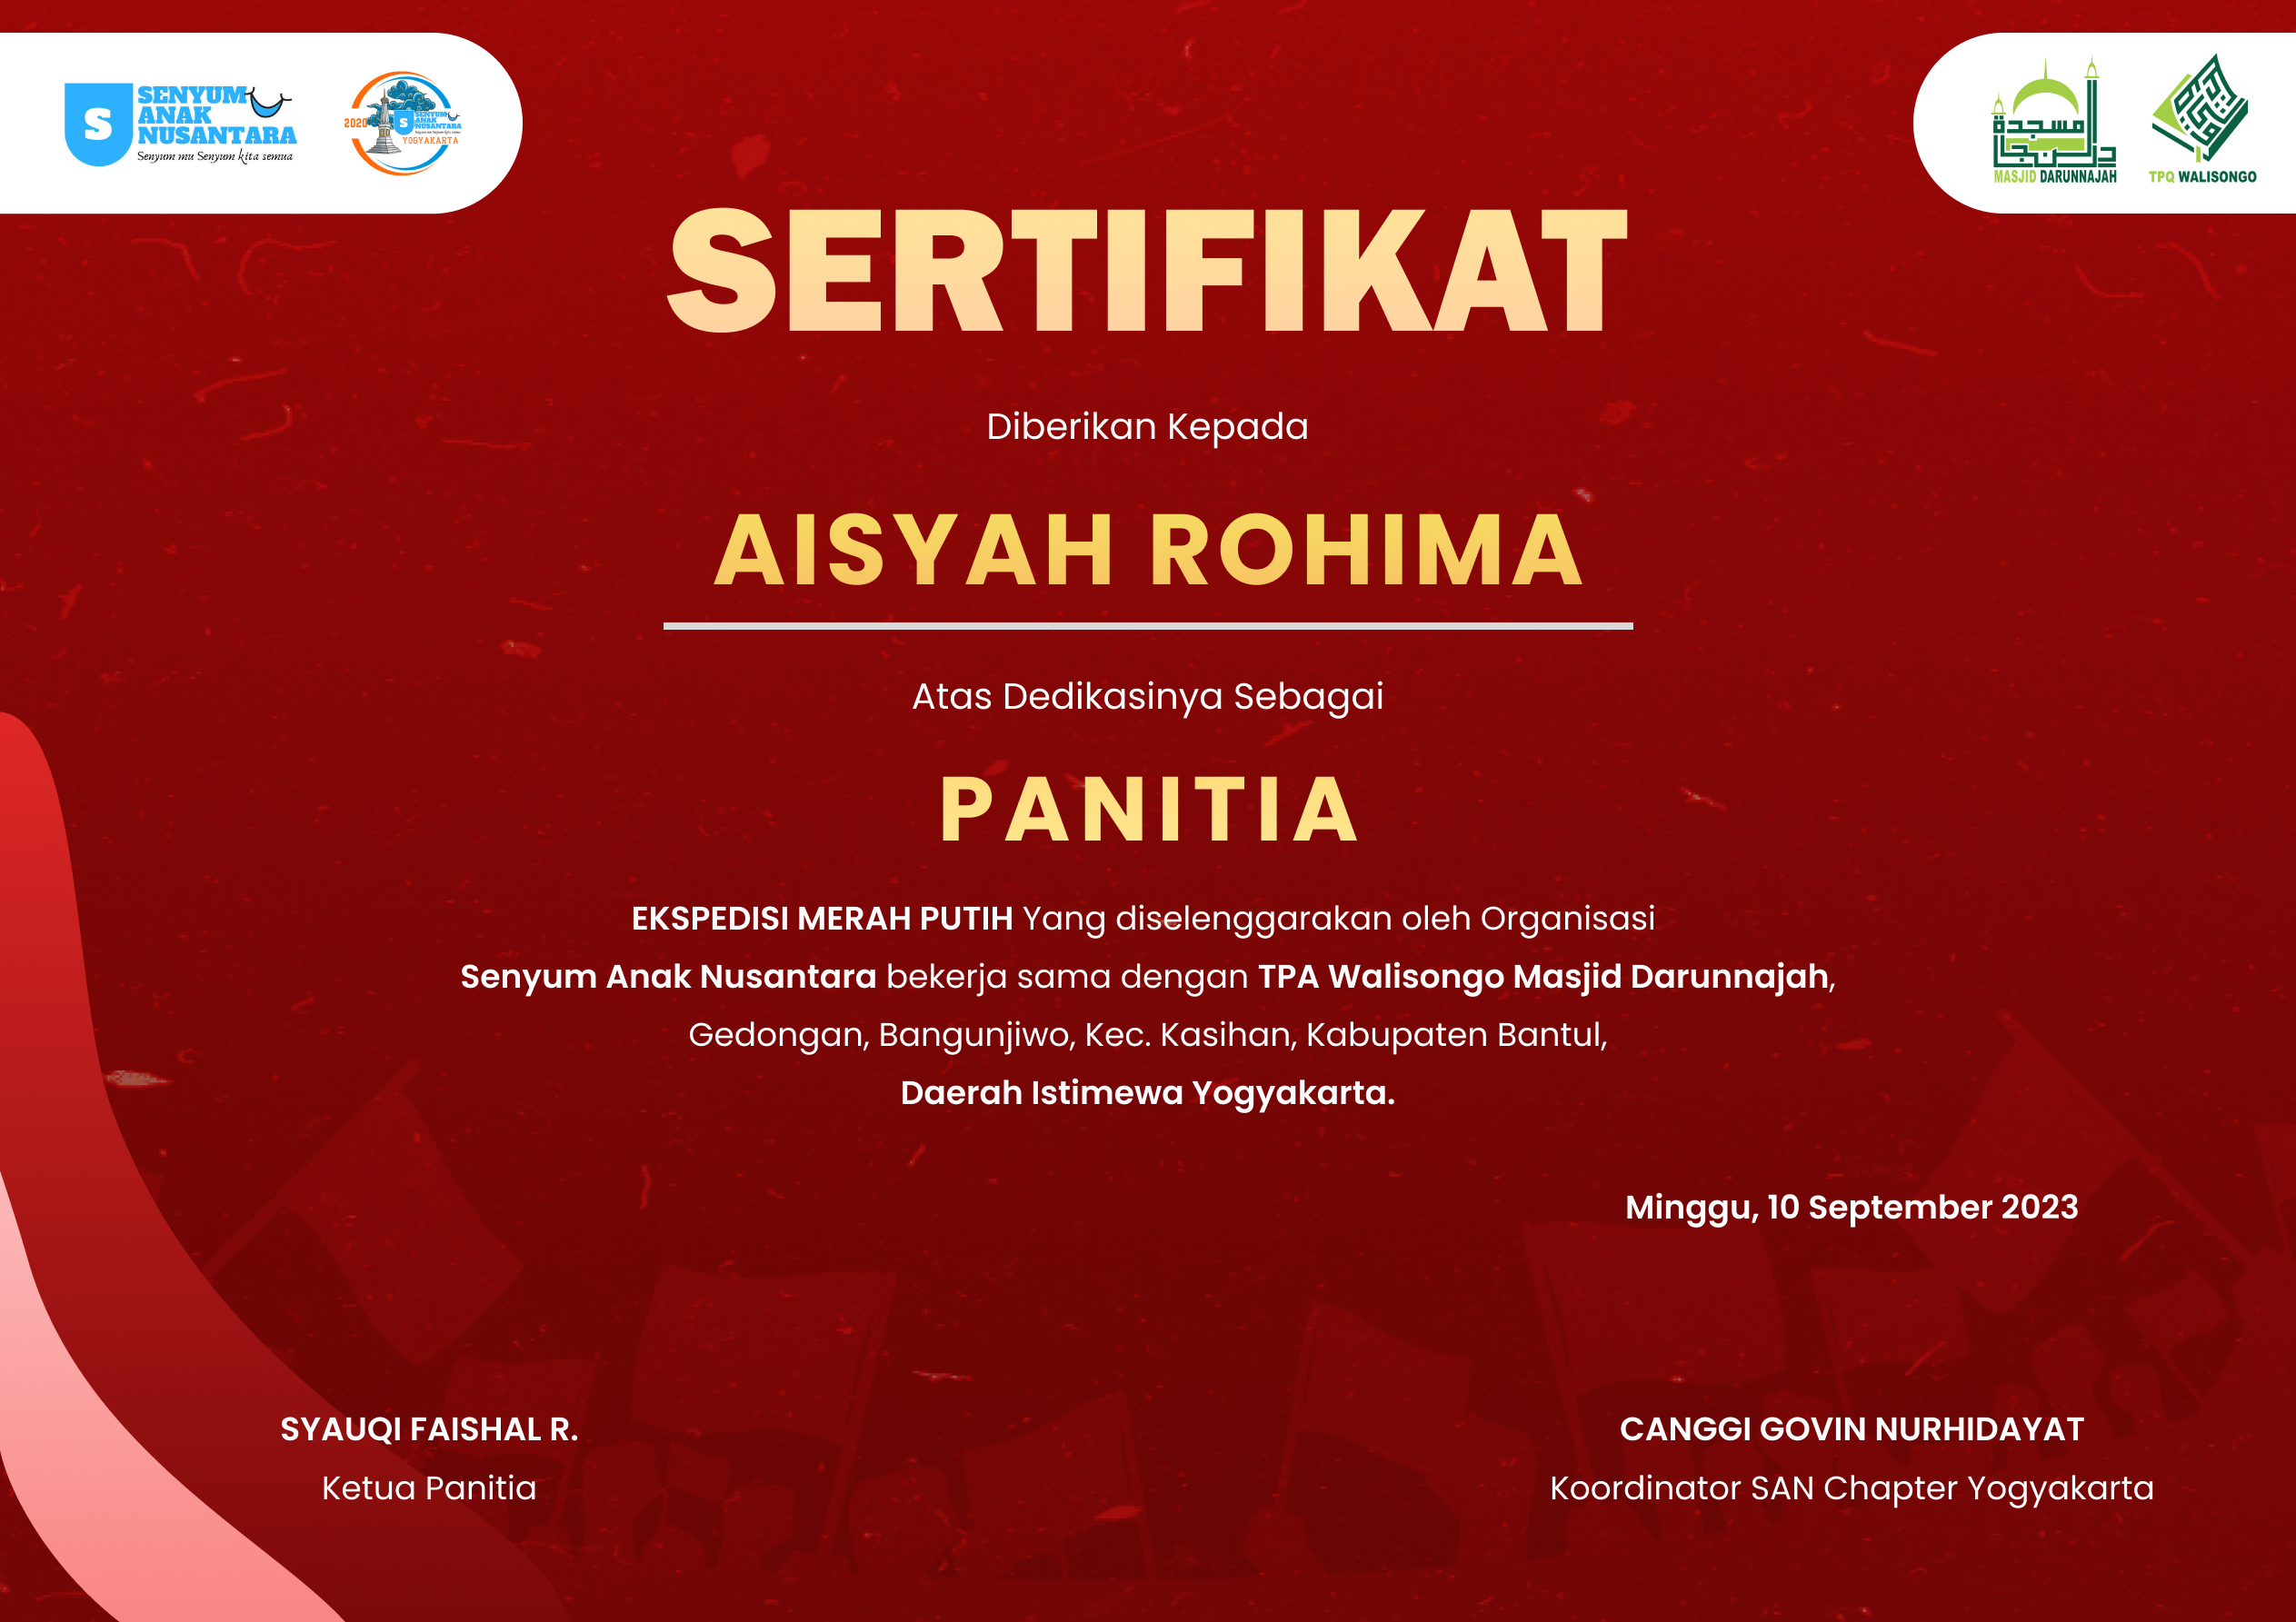 SENYUM
ANAK
NUSANTARA
Senyum mu Senyum kita semua
2020
SENYUM
ANAK
NUSANTARA
YOGYAKARTA
MASJID DARUNNAJAH
TPQ WALISONGO
SERTIFIKAT
Diberikan Kepada
AISYAH ROHIMA
Atas Dedikasinya Sebagai
PANITIA
EKSPEDISI MERAH PUTIH Yang diselenggarakan oleh Organisasi
Senyum Anak Nusantara bekerja sama dengan TPA Walisongo Masjid Darunnajah,
Gedongan, Bangunjiwo, Kec. Kasihan, Kabupaten Bantul,
Daerah Istimewa Yogyakarta.
Minggu, 10 September 2023
SYAUQI FAISHAL R.
Ketua Panitia
CANGGI GOVIN NURHIDAYAT
Koordinator SAN Chapter Yogyakarta